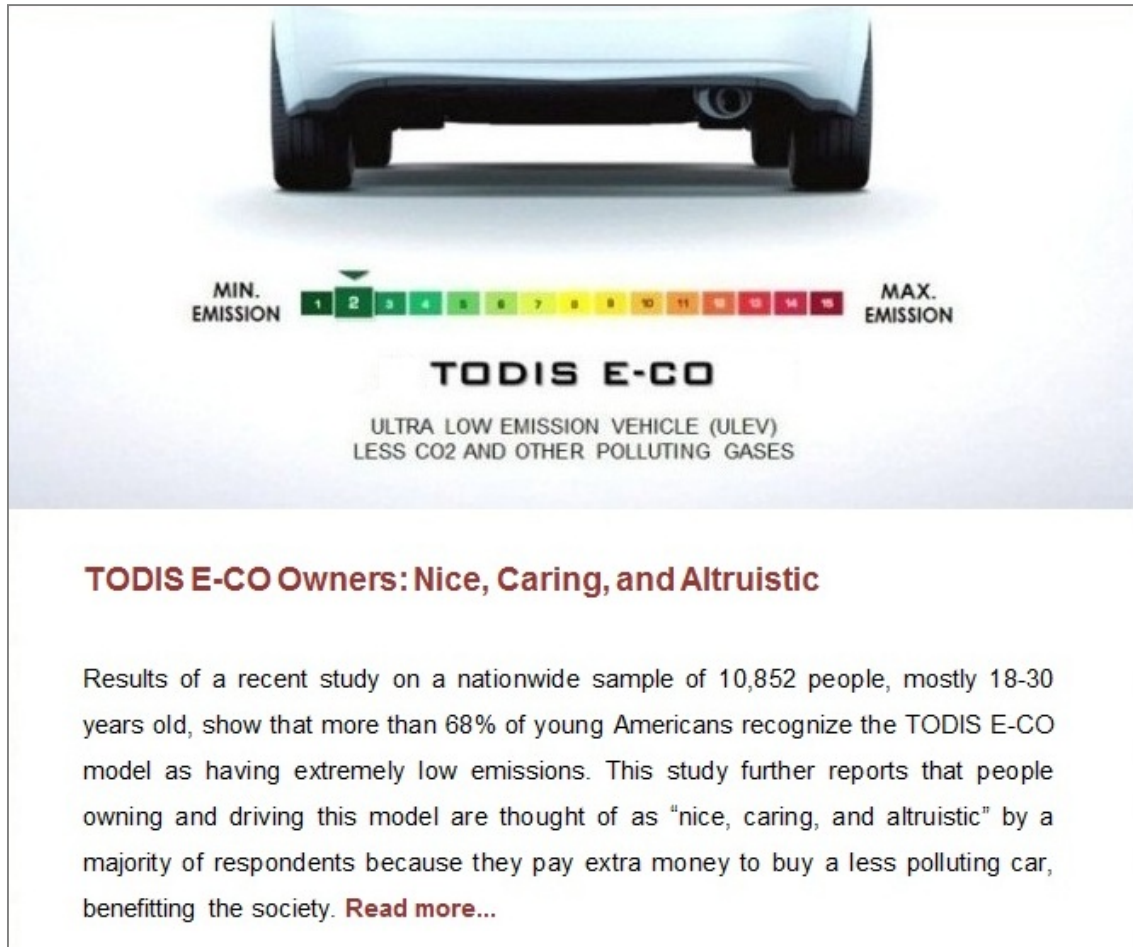 MIN.
EMISSION
1 2 3 4 5 6 7 8 9 10 11 12 13 14 15
MAX.
EMISSION
TODIS E-CO
ULTRA LOW EMISSION VEHICLE (ULEV)
LESS CO2 AND OTHER POLLUTING GASES
TODIS E-CO Owners: Nice, Caring, and Altruistic
Results of a recent study on a nationwide sample of 10,852 people, mostly 18-30
years old, show that more than 68% of young Americans recognize the TODIS E-CO
model as having extremely low emissions. This study further reports that people
owning and driving this model are thought of as “nice, caring, and altruistic” by a
majority of respondents because they pay extra money to buy a less polluting car,
benefitting the society. Read more...